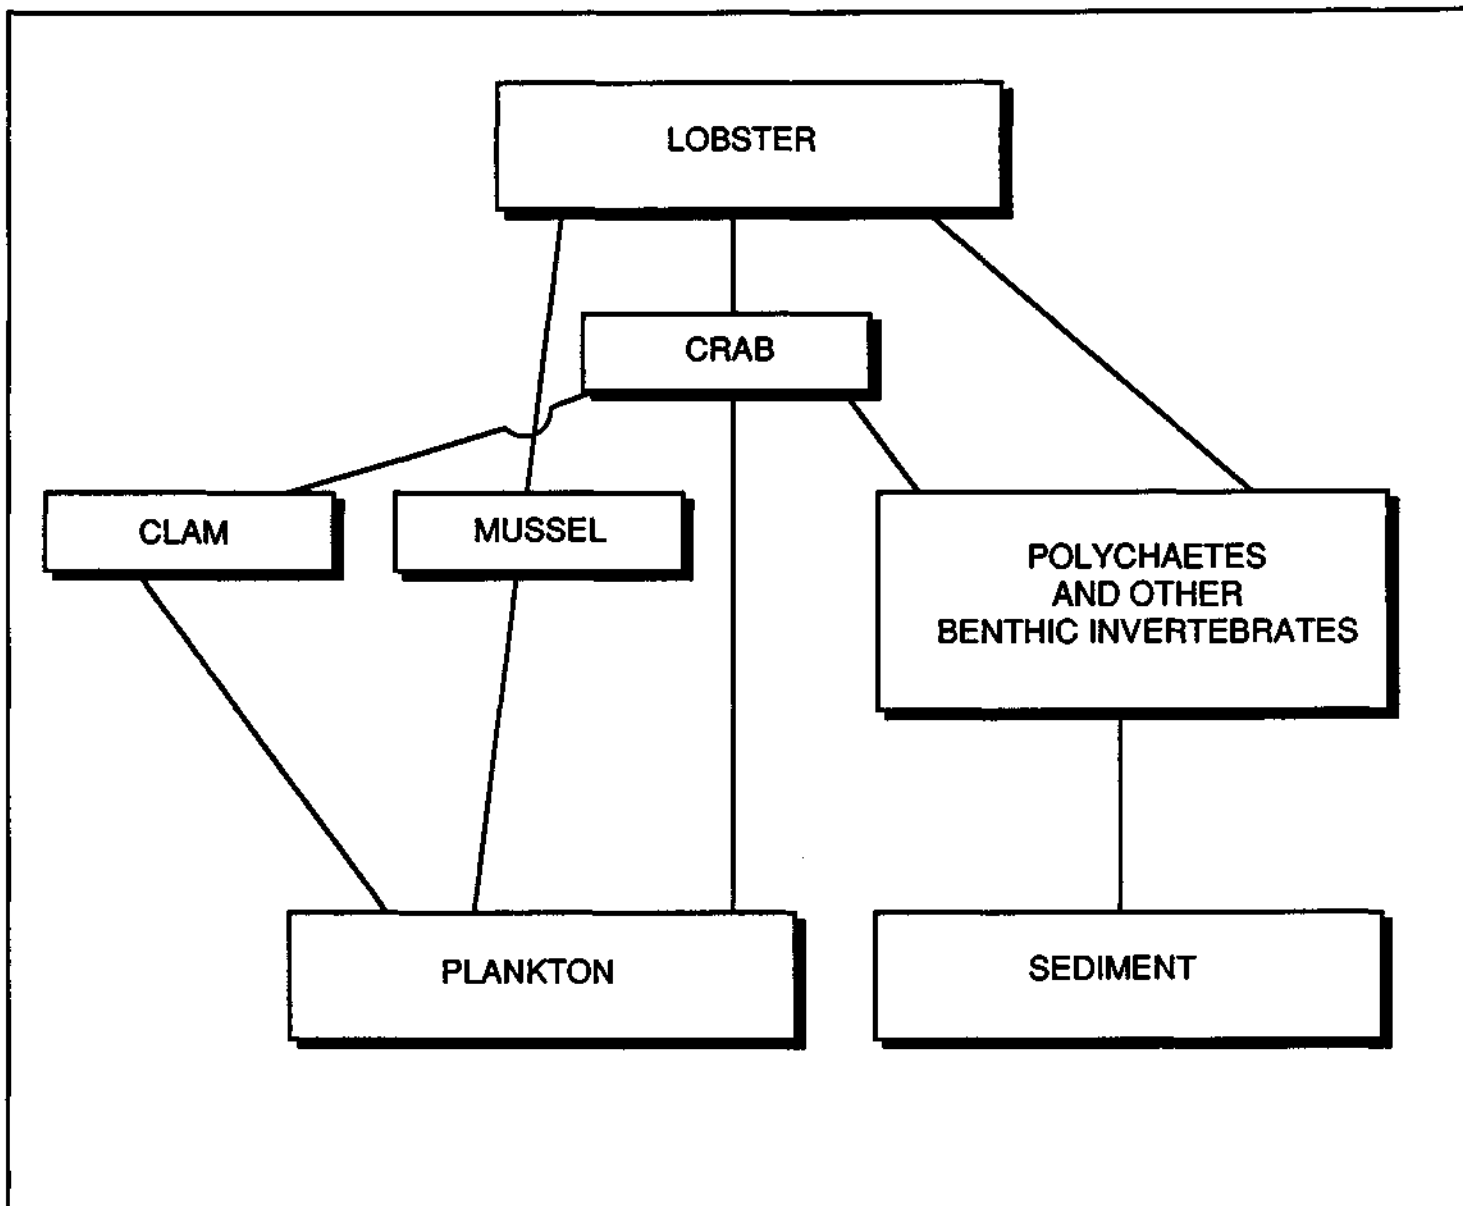 LOBSTER
CRAB
CLAM
MUSSEL
POLYCHAETES
AND OTHER
BENTHIC INVERTEBRATES
PLANKTON
SEDIMENT